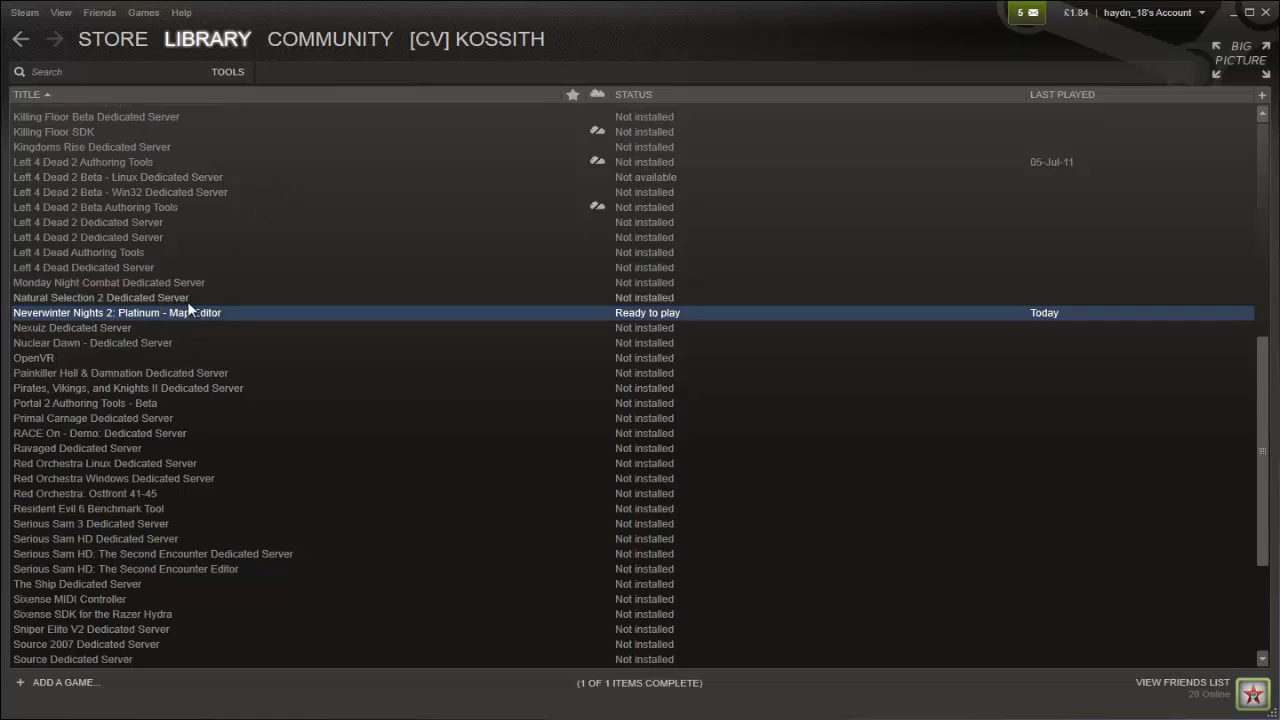 Steam View Friends Games Help
5 £1.84 haydn_18's Account
STORE LIBRARY COMMUNITY [CV] KOSSITH
BIG PICTURE
Search TOOLS
TITLE STATUS LAST PLAYED
Killing Floor Beta Dedicated Server Not installed
Killing Floor SDK Not installed
Kingdoms Rise Dedicated Server Not installed
Left 4 Dead 2 Authoring Tools Not installed 05-Jul-11
Left 4 Dead 2 Beta - Linux Dedicated Server Not available
Left 4 Dead 2 Beta - Win32 Dedicated Server Not installed
Left 4 Dead 2 Beta Authoring Tools Not installed
Left 4 Dead 2 Dedicated Server Not installed
Left 4 Dead 2 Dedicated Server Not installed
Left 4 Dead Authoring Tools Not installed
Left 4 Dead Dedicated Server Not installed
Monday Night Combat Dedicated Server Not installed
Natural Selection 2 Dedicated Server Not installed
Neverwinter Nights 2: Platinum - Map Editor Ready to play Today
Nexuiz Dedicated Server Not installed
Nuclear Dawn - Dedicated Server Not installed
OpenVR Not installed
Painkiller Hell & Damnation Dedicated Server Not installed
Pirates, Vikings, and Knights II Dedicated Server Not installed
Portal 2 Authoring Tools - Beta Not installed
Primal Carnage Dedicated Server Not installed
RACE On - Demo: Dedicated Server Not installed
Ravaged Dedicated Server Not installed
Red Orchestra Linux Dedicated Server Not installed
Red Orchestra Windows Dedicated Server Not installed
Red Orchestra: Ostfront 41-45 Not installed
Resident Evil 6 Benchmark Tool Not installed
Serious Sam 3 Dedicated Server Not installed
Serious Sam HD Dedicated Server Not installed
Serious Sam HD: The Second Encounter Dedicated Server Not installed
Serious Sam HD: The Second Encounter Editor Not installed
The Ship Dedicated Server Not installed
Sixense MIDI Controller Not installed
Sixense SDK for the Razer Hydra Not installed
Sniper Elite V2 Dedicated Server Not installed
Source 2007 Dedicated Server Not installed
Source Dedicated Server Not installed
+ ADD A GAME... (1 OF 1 ITEMS COMPLETE) VIEW FRIENDS LIST
28 Online